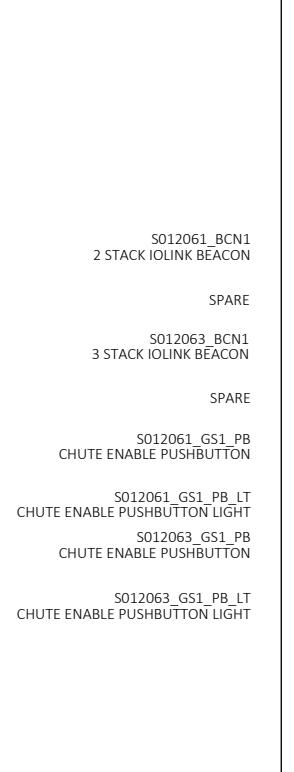 S012061_BCN1
2 STACK IOLINK BEACON
SPARE
S012063_BCN1
3 STACK IOLINK BEACON
SPARE
S012061_GS1_PB
CHUTE ENABLE PUSHBUTTON
S012061_GS1_PB_LT
CHUTE ENABLE PUSHBUTTON LIGHT
S012063_GS1_PB
CHUTE ENABLE PUSHBUTTON
S012063_GS1_PB_LT
CHUTE ENABLE PUSHBUTTON LIGHT